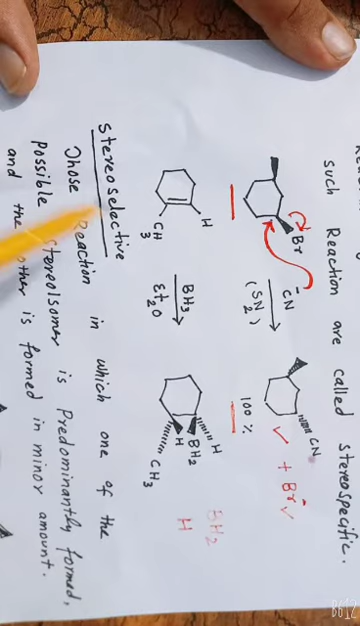 such Reaction are called stereospecific.
Br
C̄N
(SN2)
100 %
CN
+ Br̄
H
CH3
BH3
Et2O
H
BH2
H
CH3
BH2
H
Stereoselective
Those Reaction in which one of the
Possible stereoisomer is Predominantly formed,
and the other is formed in minor amount.